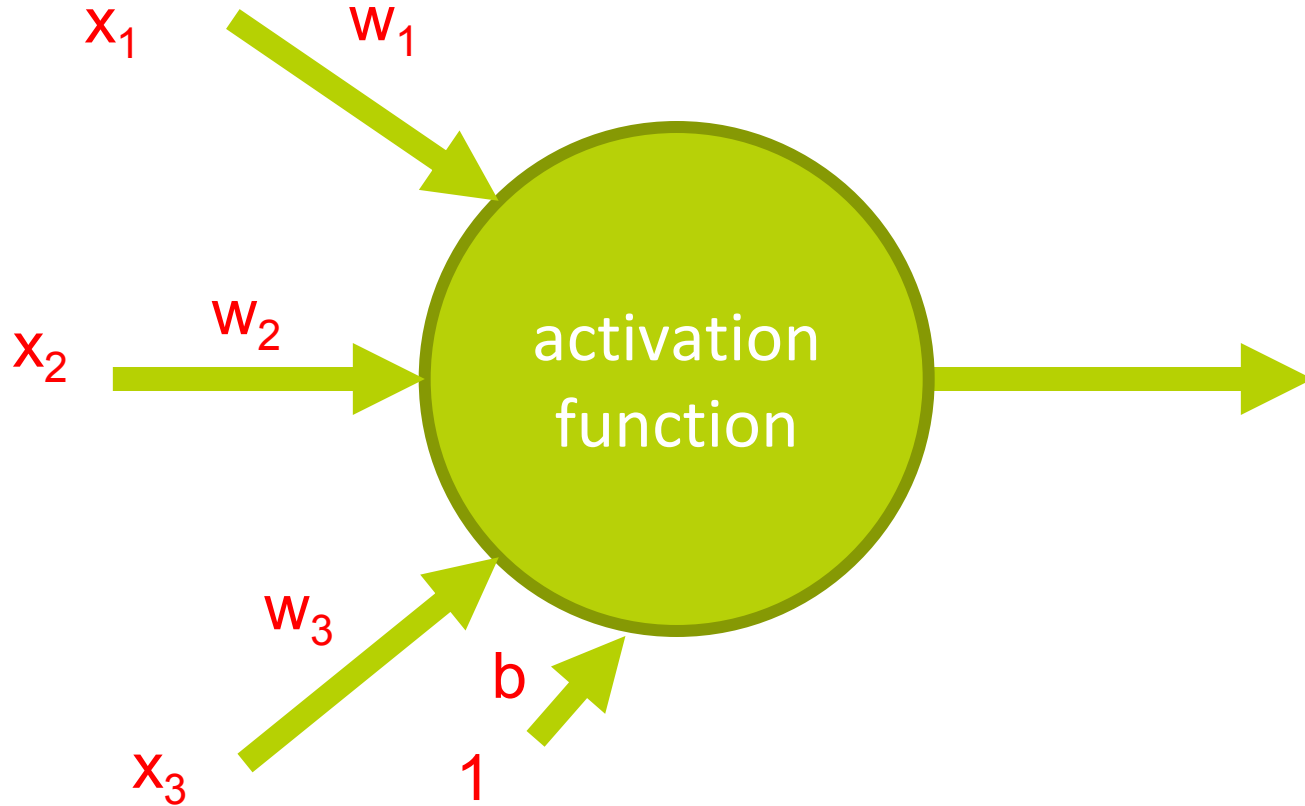 x₁
w₁
w₂
x₂
activation
function
w₃
b
x₃
1